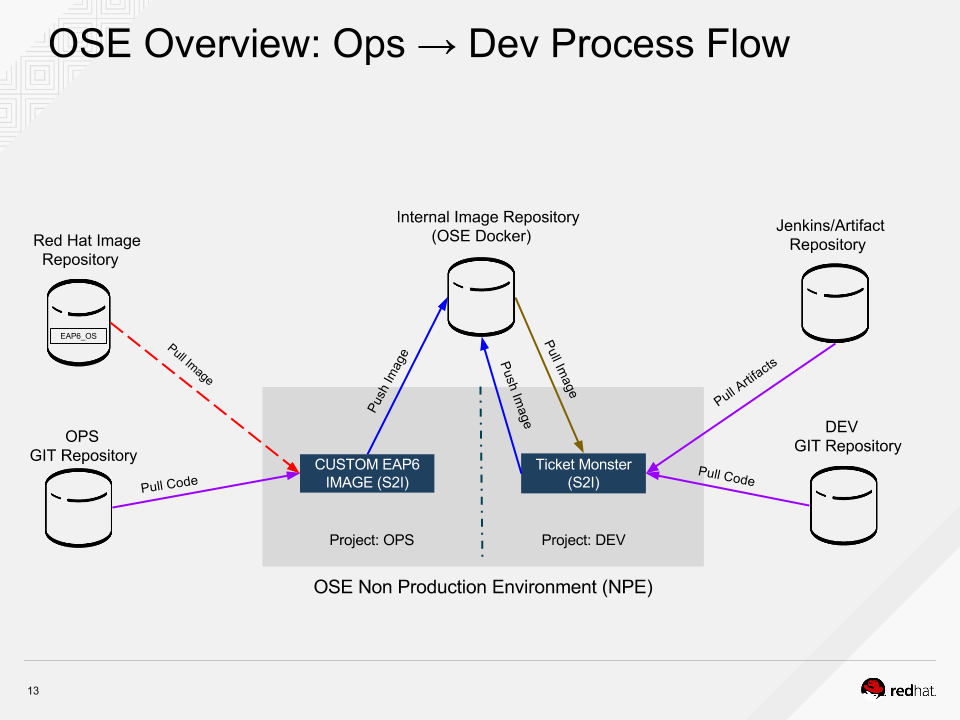 OSE Overview: Ops → Dev Process Flow
Internal Image Repository
(OSE Docker)
Jenkins/Artifact
Repository
Red Hat Image
Repository
EAP6_OS
Pull Image
Push Image
Push Image
Pull Image
Pull Artifacts
OPS
GIT Repository
DEV
GIT Repository
CUSTOM EAP6
IMAGE (S2I)
Ticket Monster
(S2I)
Pull Code
Pull Code
Project: OPS
Project: DEV
OSE Non Production Environment (NPE)
13
redhat.